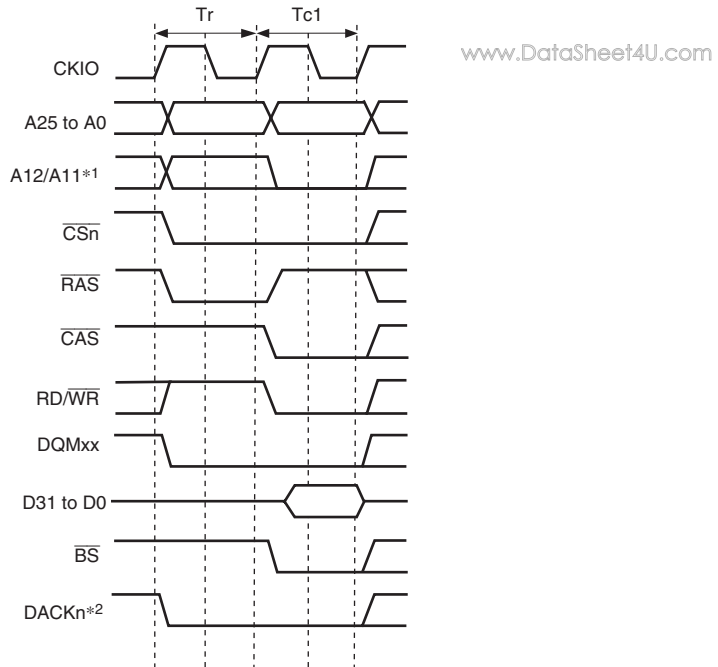 Tr Tc1
www.DataSheet4U.com
CKIO
A25 to A0
A12/A11*1
CSn
RAS
CAS
RD/WR
DQMxx
D31 to D0
BS
DACKn*2